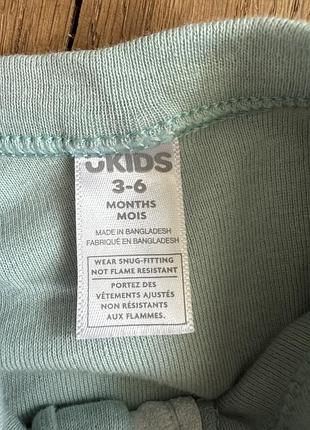 UKIDS
3-6
MONTHS
MOIS
MADE IN BANGLADESH
FABRIQUÉ EN BANGLADESH
WEAR SNUG-FITTING
NOT FLAME RESISTANT
PORTEZ DES
VÊTEMENTS AJUSTÉS
NON RÉSISTANTS
AUX FLAMMES.